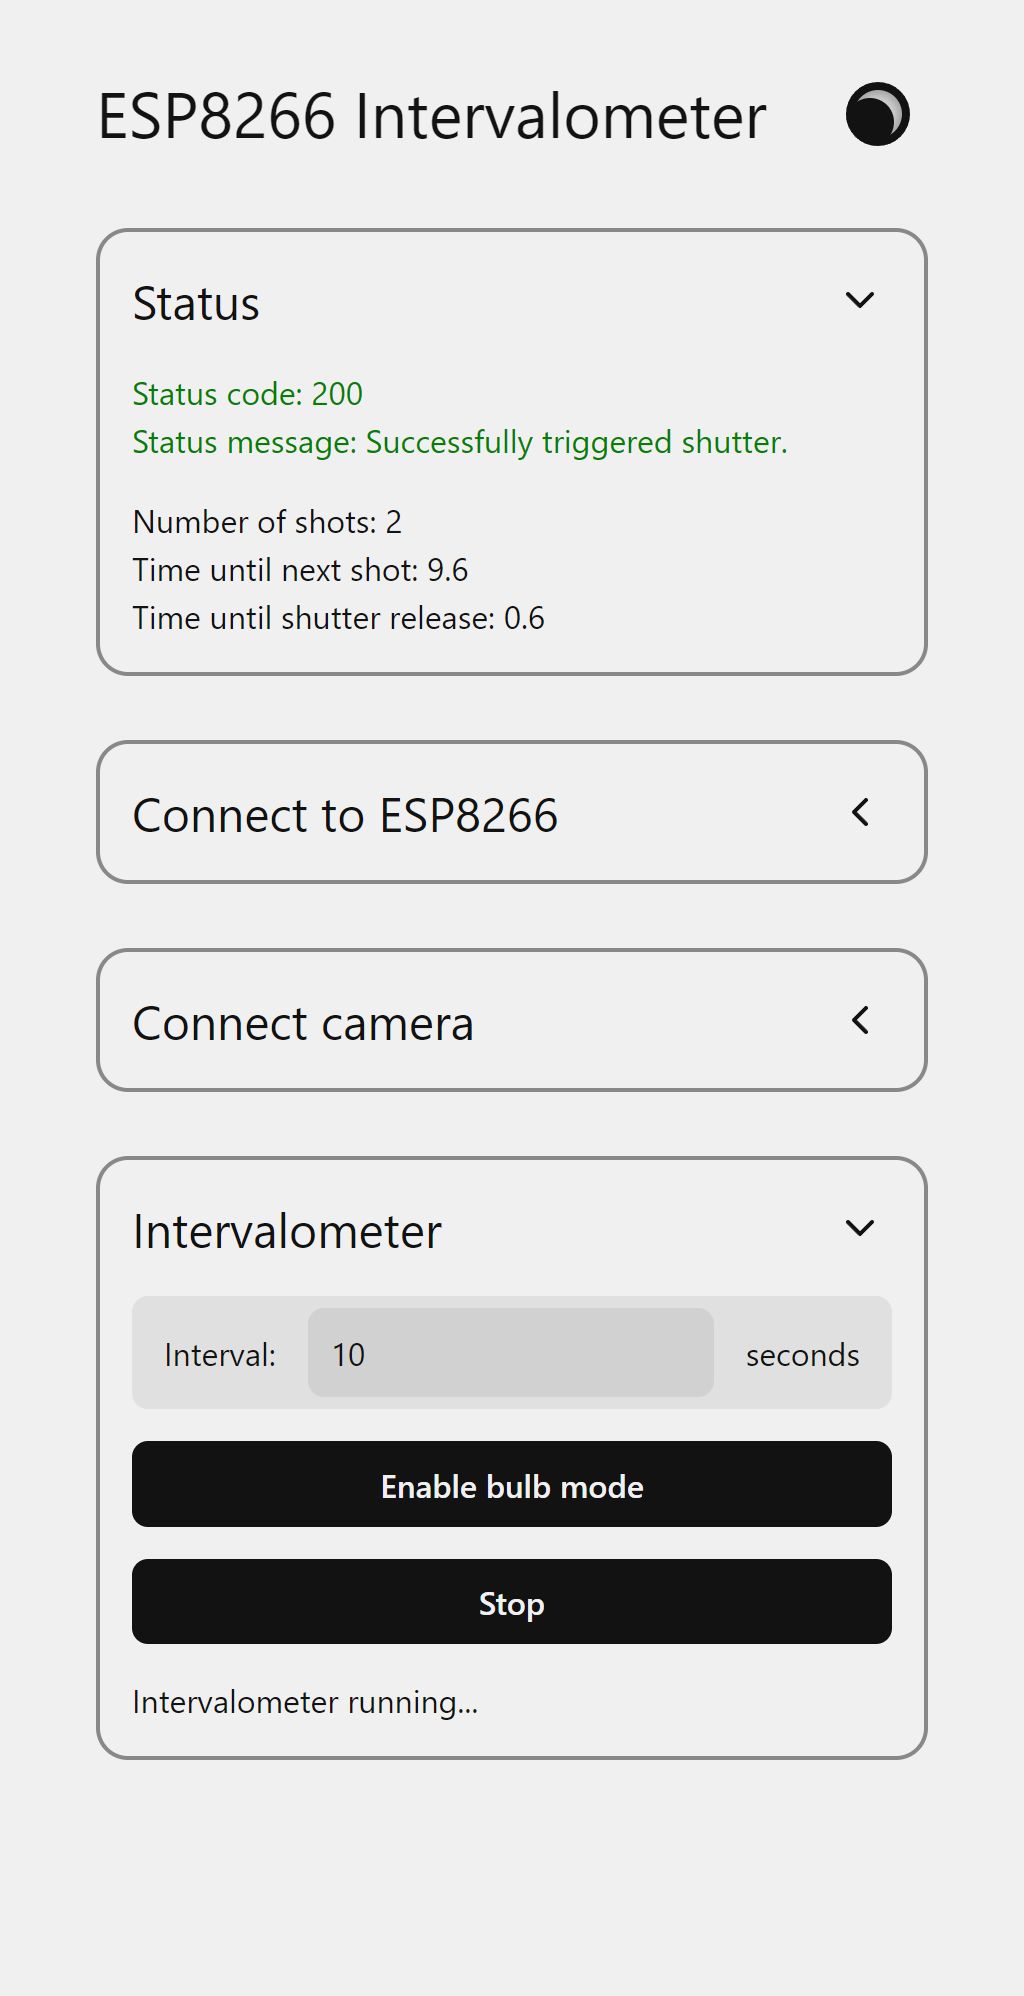 ESP8266 Intervalometer
Status
Status code: 200
Status message: Successfully triggered shutter.
Number of shots: 2
Time until next shot: 9.6
Time until shutter release: 0.6
Connect to ESP8266
Connect camera
Intervalometer
Interval: 10 seconds
Enable bulb mode
Stop
Intervalometer running...